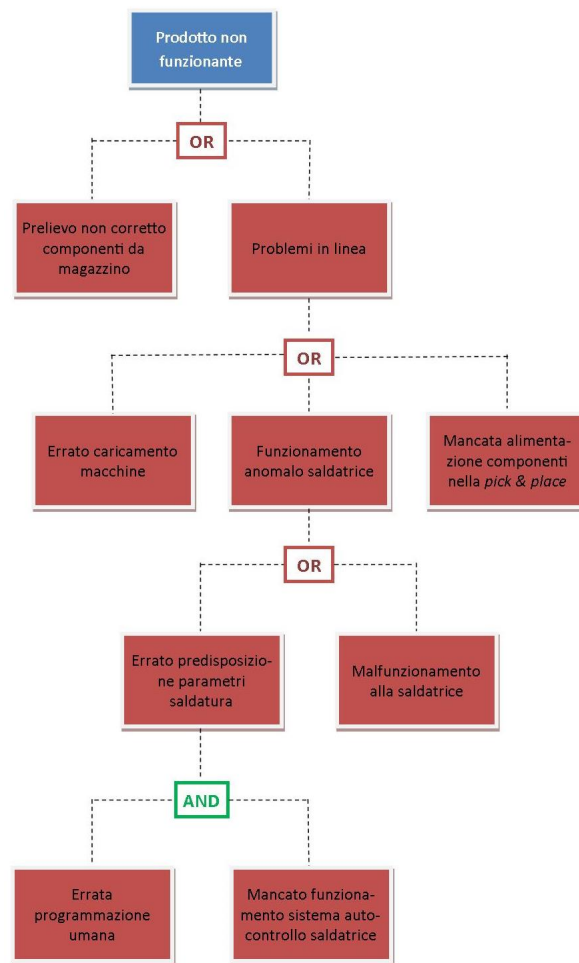 Prodotto non
funzionante
OR
Prelievo non corretto
componenti da
magazzino
Problemi in linea
OR
Errato caricamento
macchine
Funzionamento
anomalo saldatrice
Mancata alimenta-
zione componenti
nella pick & place
OR
Errato predisposizio-
ne parametri
saldatura
Malfunzionamento
alla saldatrice
AND
Errata
programmazione
umana
Mancato funziona-
mento sistema auto-
controllo saldatrice